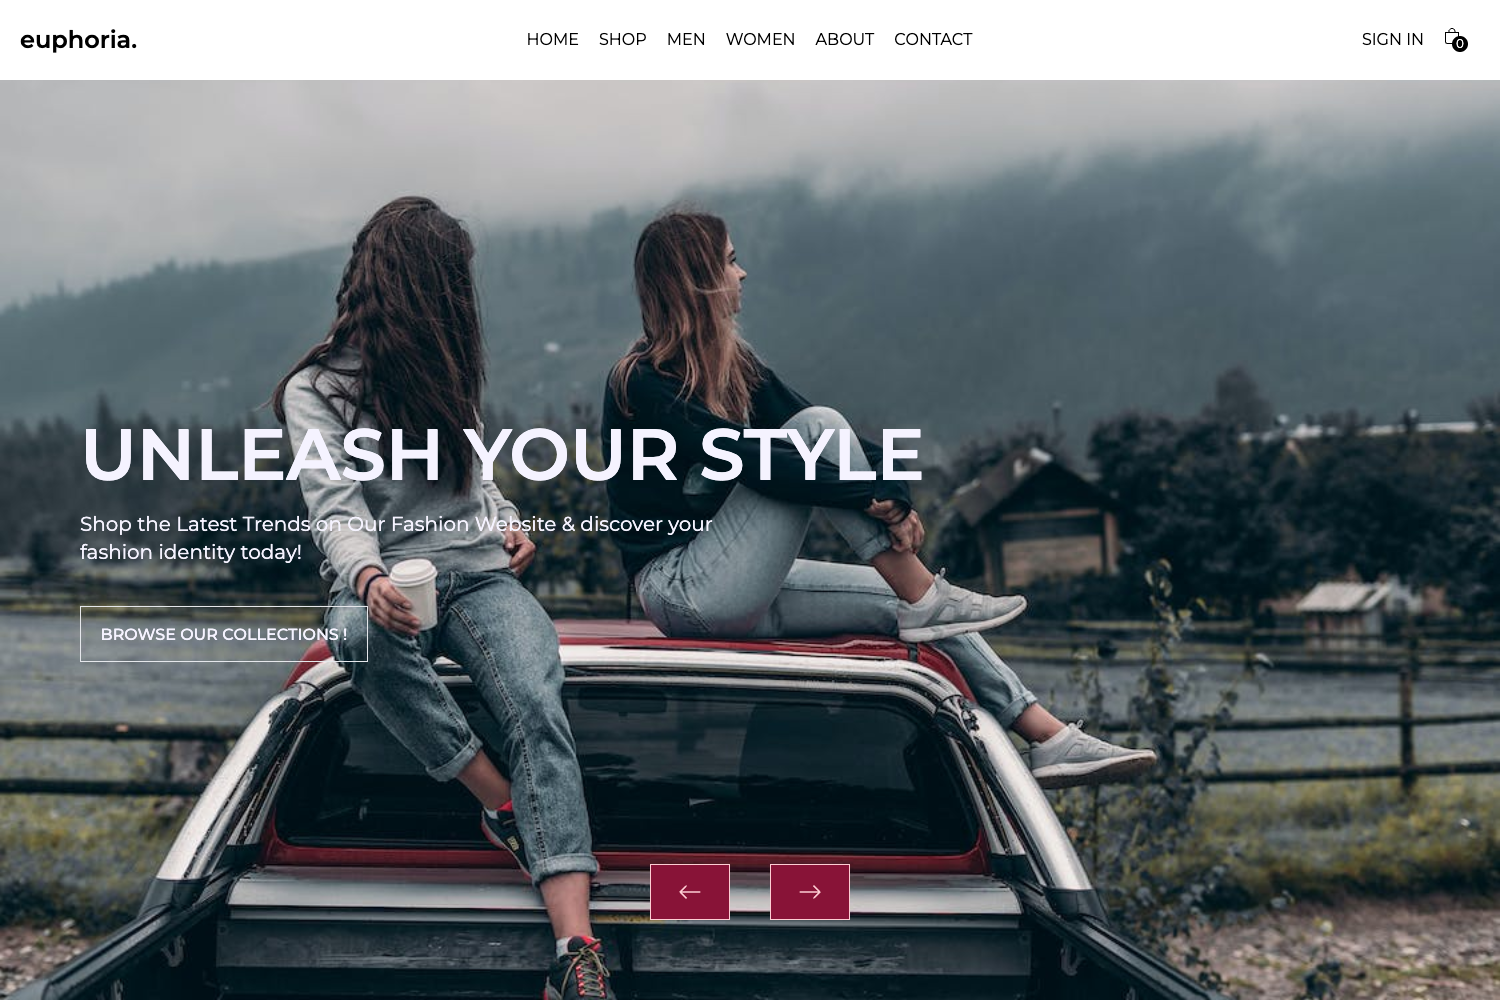 euphoria.
HOME SHOP MEN WOMEN ABOUT CONTACT
SIGN IN 0
UNLEASH YOUR STYLE
Shop the Latest Trends on Our Fashion Website & discover your
fashion identity today!
BROWSE OUR COLLECTIONS !